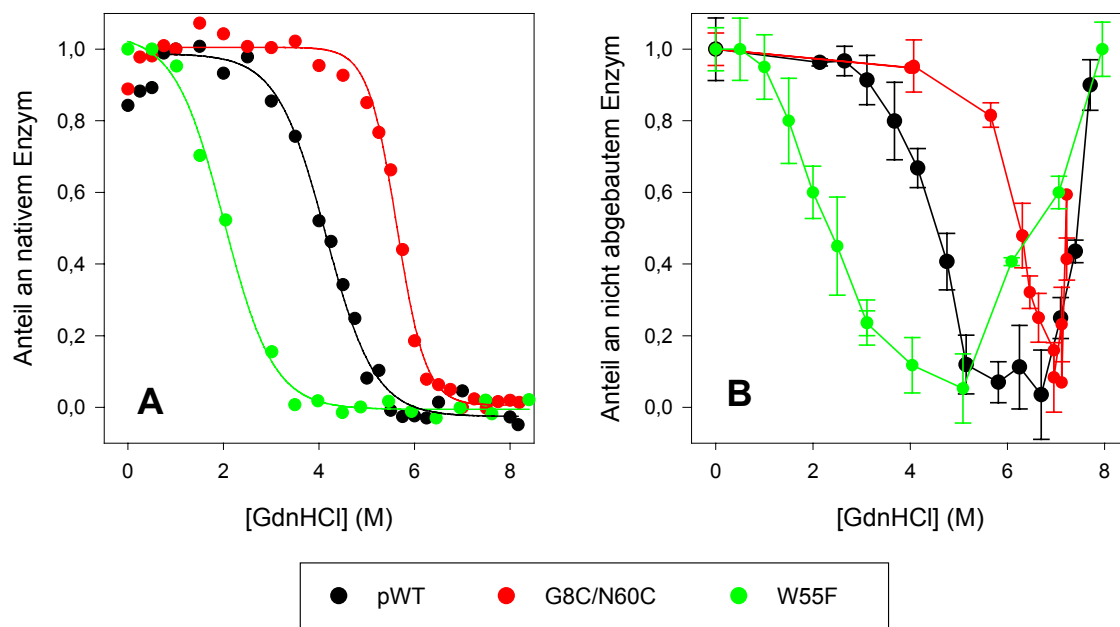 Anteil an nativem Enzym
1,0
0,8
0,6
0,4
0,2
0,0
A
0 2 4 6 8
[GdnHCl] (M)
Anteil an nicht abgebautem Enzym
1,0
0,8
0,6
0,4
0,2
0,0
B
0 2 4 6 8
[GdnHCl] (M)
pWT G8C/N60C W55F